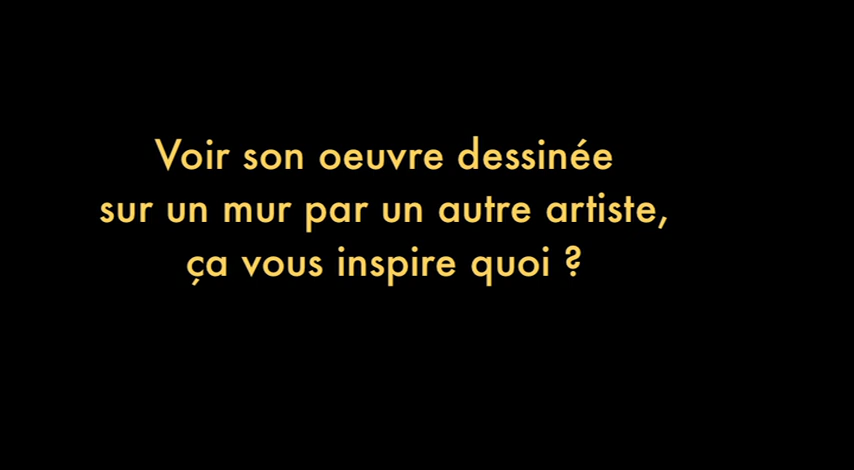 Voir son oeuvre dessinée
sur un mur par un autre artiste,
ça vous inspire quoi ?